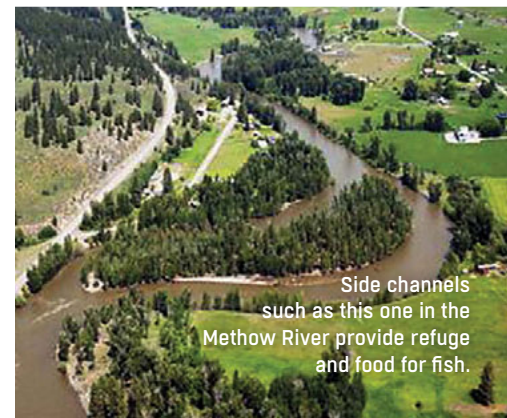 Side channels
such as this one in the
Methow River provide refuge
and food for fish.